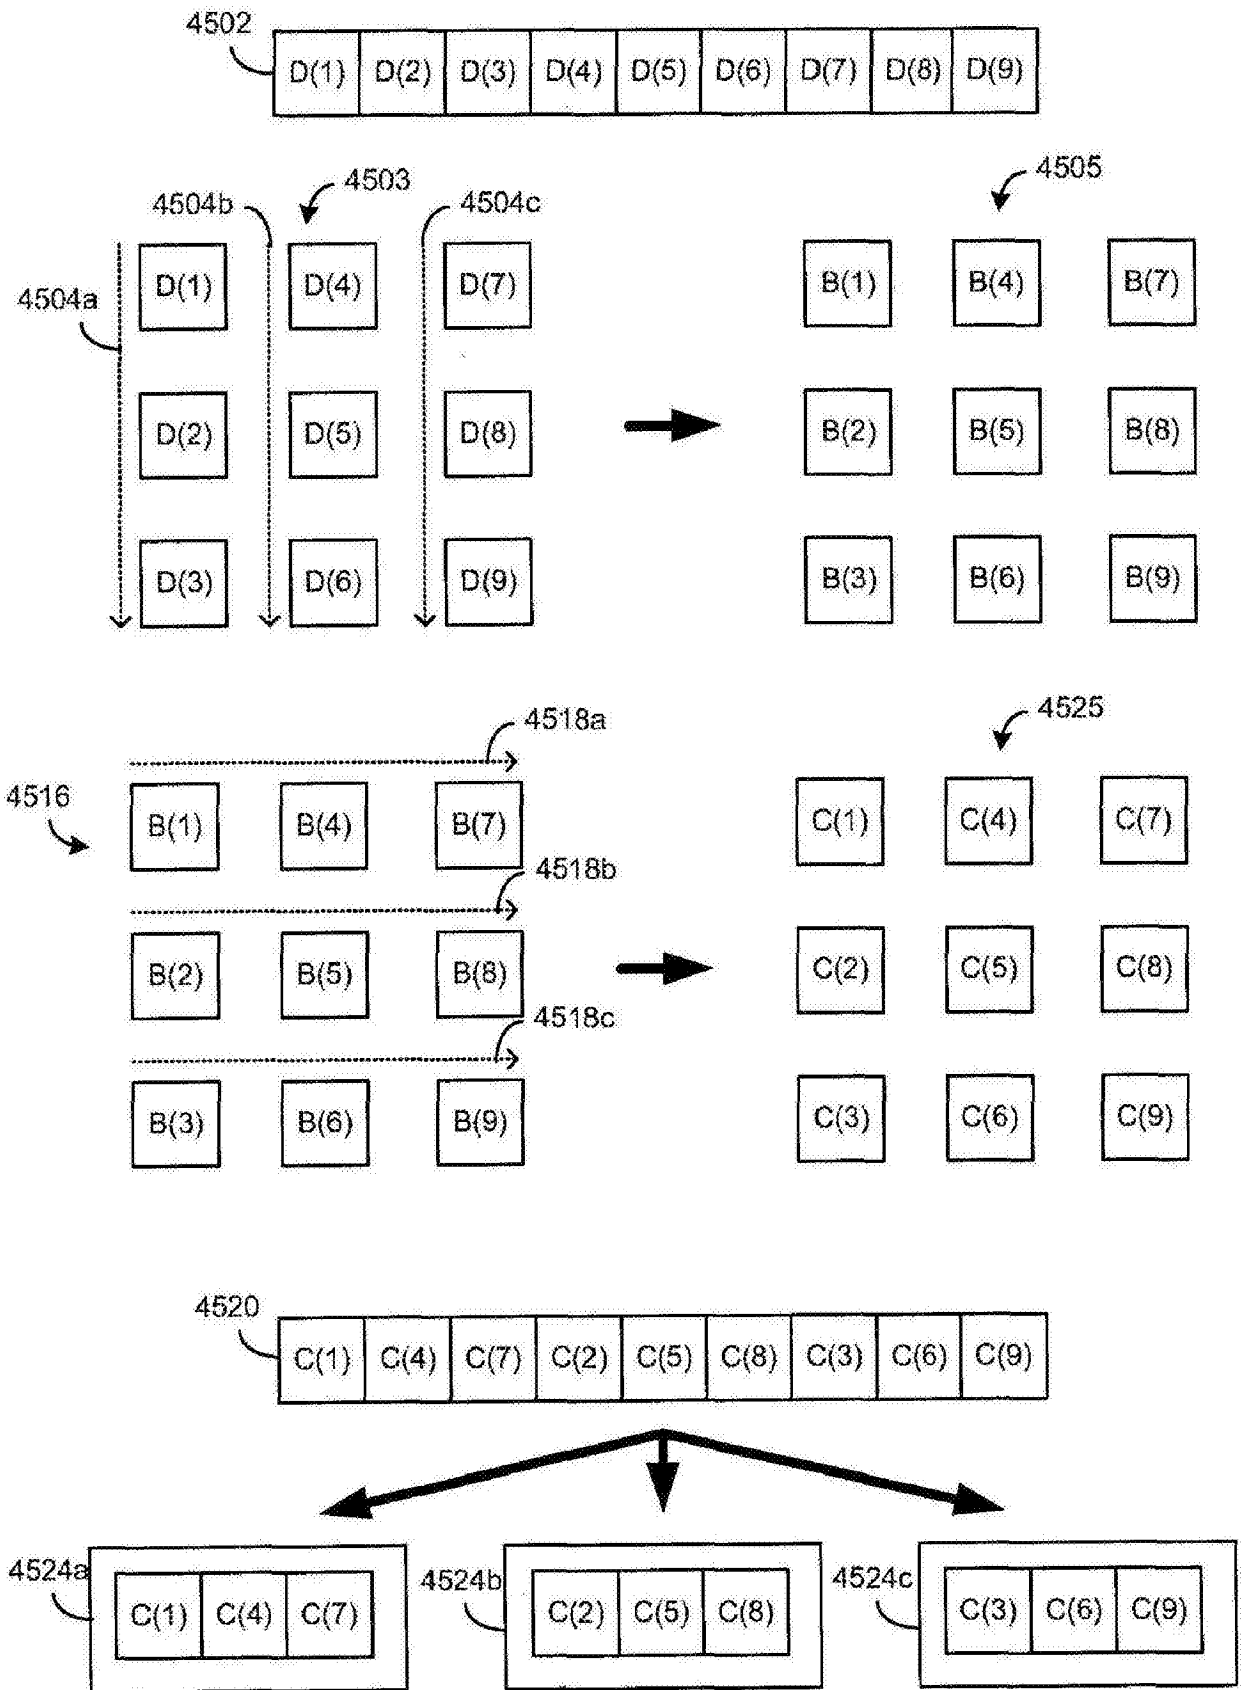 4502
D(1) D(2) D(3) D(4) D(5) D(6) D(7) D(8) D(9)
4503
4504b
4504c
4505
4504a
D(1) D(4) D(7)
B(1) B(4) B(7)
D(2) D(5) D(8)
B(2) B(5) B(8)
D(3) D(6) D(9)
B(3) B(6) B(9)
4518a
4525
4516
B(1) B(4) B(7)
C(1) C(4) C(7)
4518b
B(2) B(5) B(8)
C(2) C(5) C(8)
4518c
B(3) B(6) B(9)
C(3) C(6) C(9)
4520
C(1) C(4) C(7) C(2) C(5) C(8) C(3) C(6) C(9)
4524a
C(1) C(4) C(7)
4524b
C(2) C(5) C(8)
4524c
C(3) C(6) C(9)